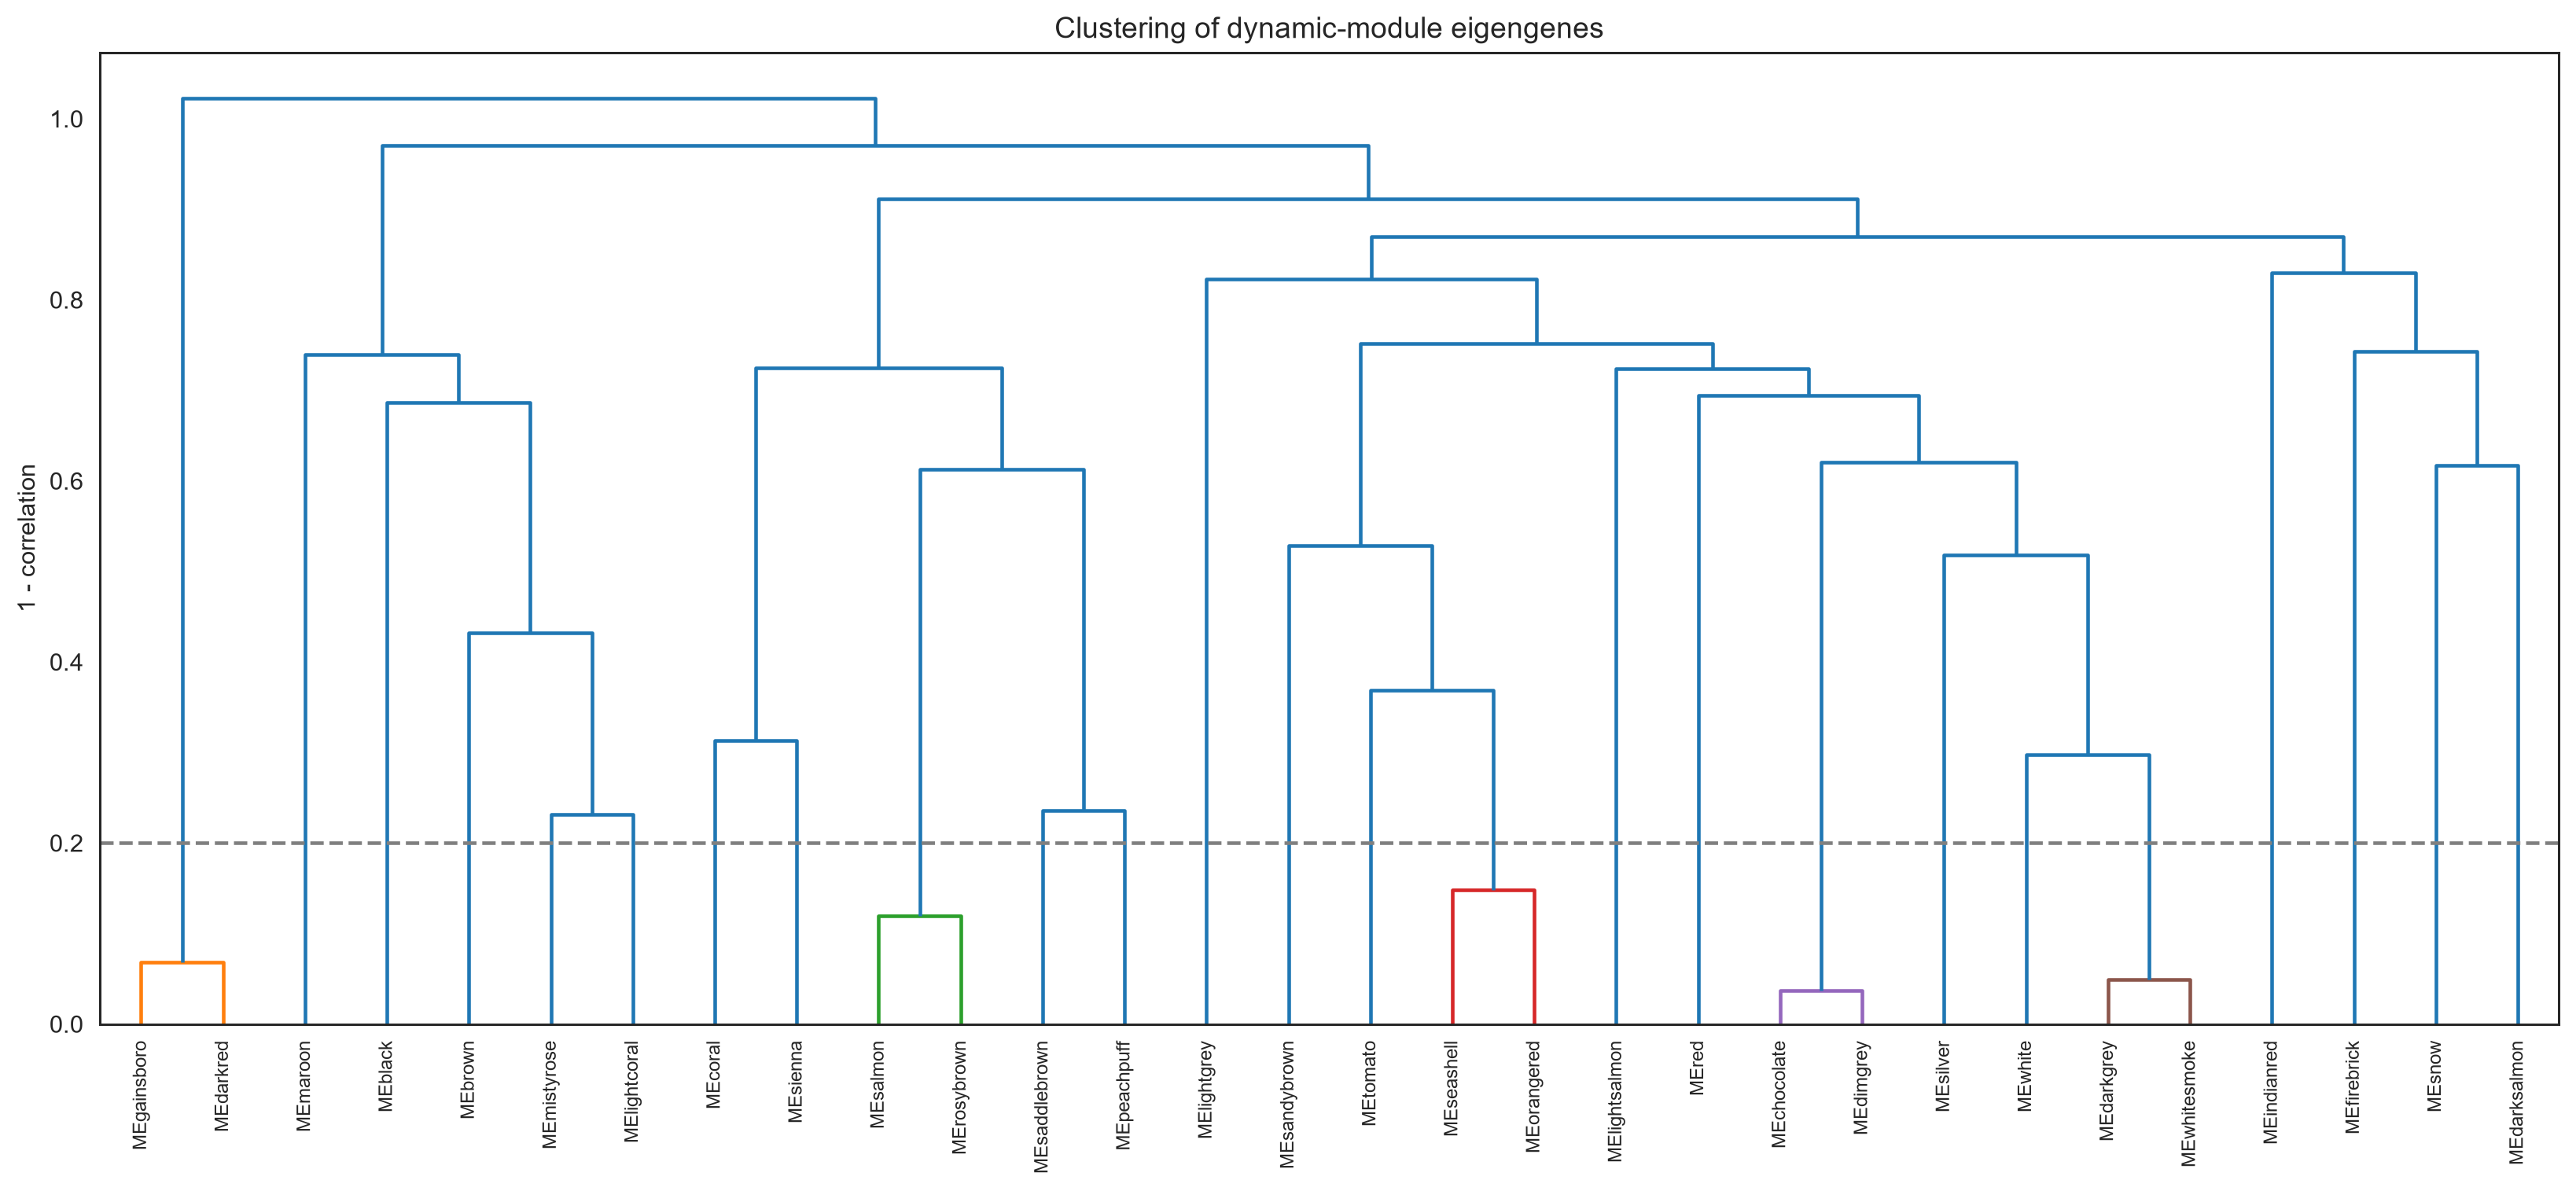 Clustering of dynamic-module eigengenes
1 - correlation
1.0
0.8
0.6
0.4
0.2
0.0
MEgainsboro
MEdarkred
MEmaroon
MEblack
MEbrown
MEmistyrose
MElightcoral
MEcoral
MEsienna
MEsalmon
MErosybrown
MEsaddlebrown
MEpeachpuff
MElightgrey
MEsandybrown
MEtomato
MEseashell
MEorangered
MElightsalmon
MEred
MEchocolate
MEdimgrey
MEsilver
MEwhite
MEdarkgrey
MEwhitesmoke
MEindianred
MEfirebrick
MEsnow
MEdarksalmon